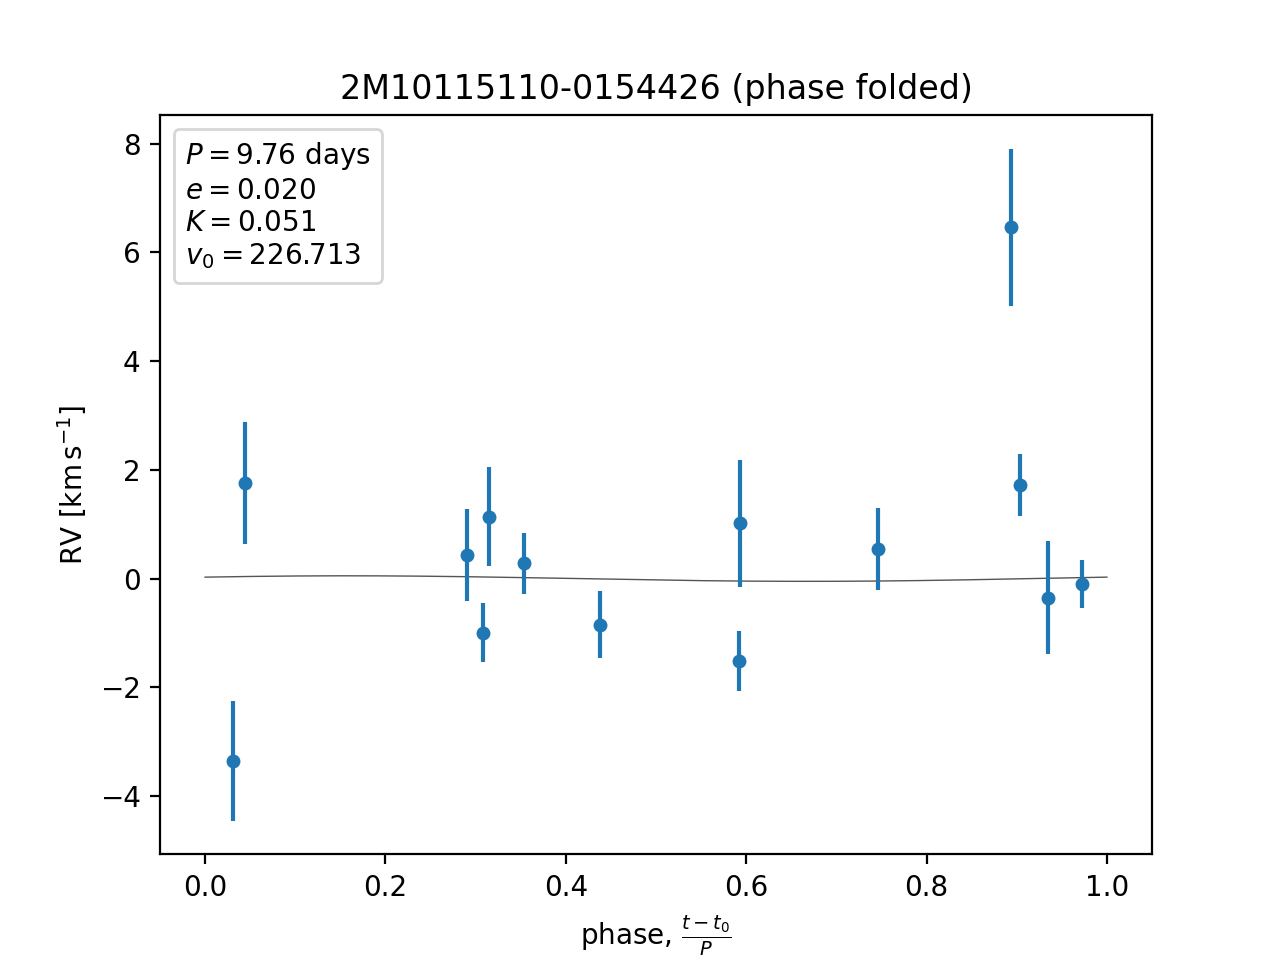 2M10115110-0154426 (phase folded)
P = 9.76 days
e = 0.020
K = 0.051
v₀ = 226.713
8
6
4
2
0
−2
−4
RV [km s⁻¹]
0.0 0.2 0.4 0.6 0.8 1.0
phase, (t − t₀)/P